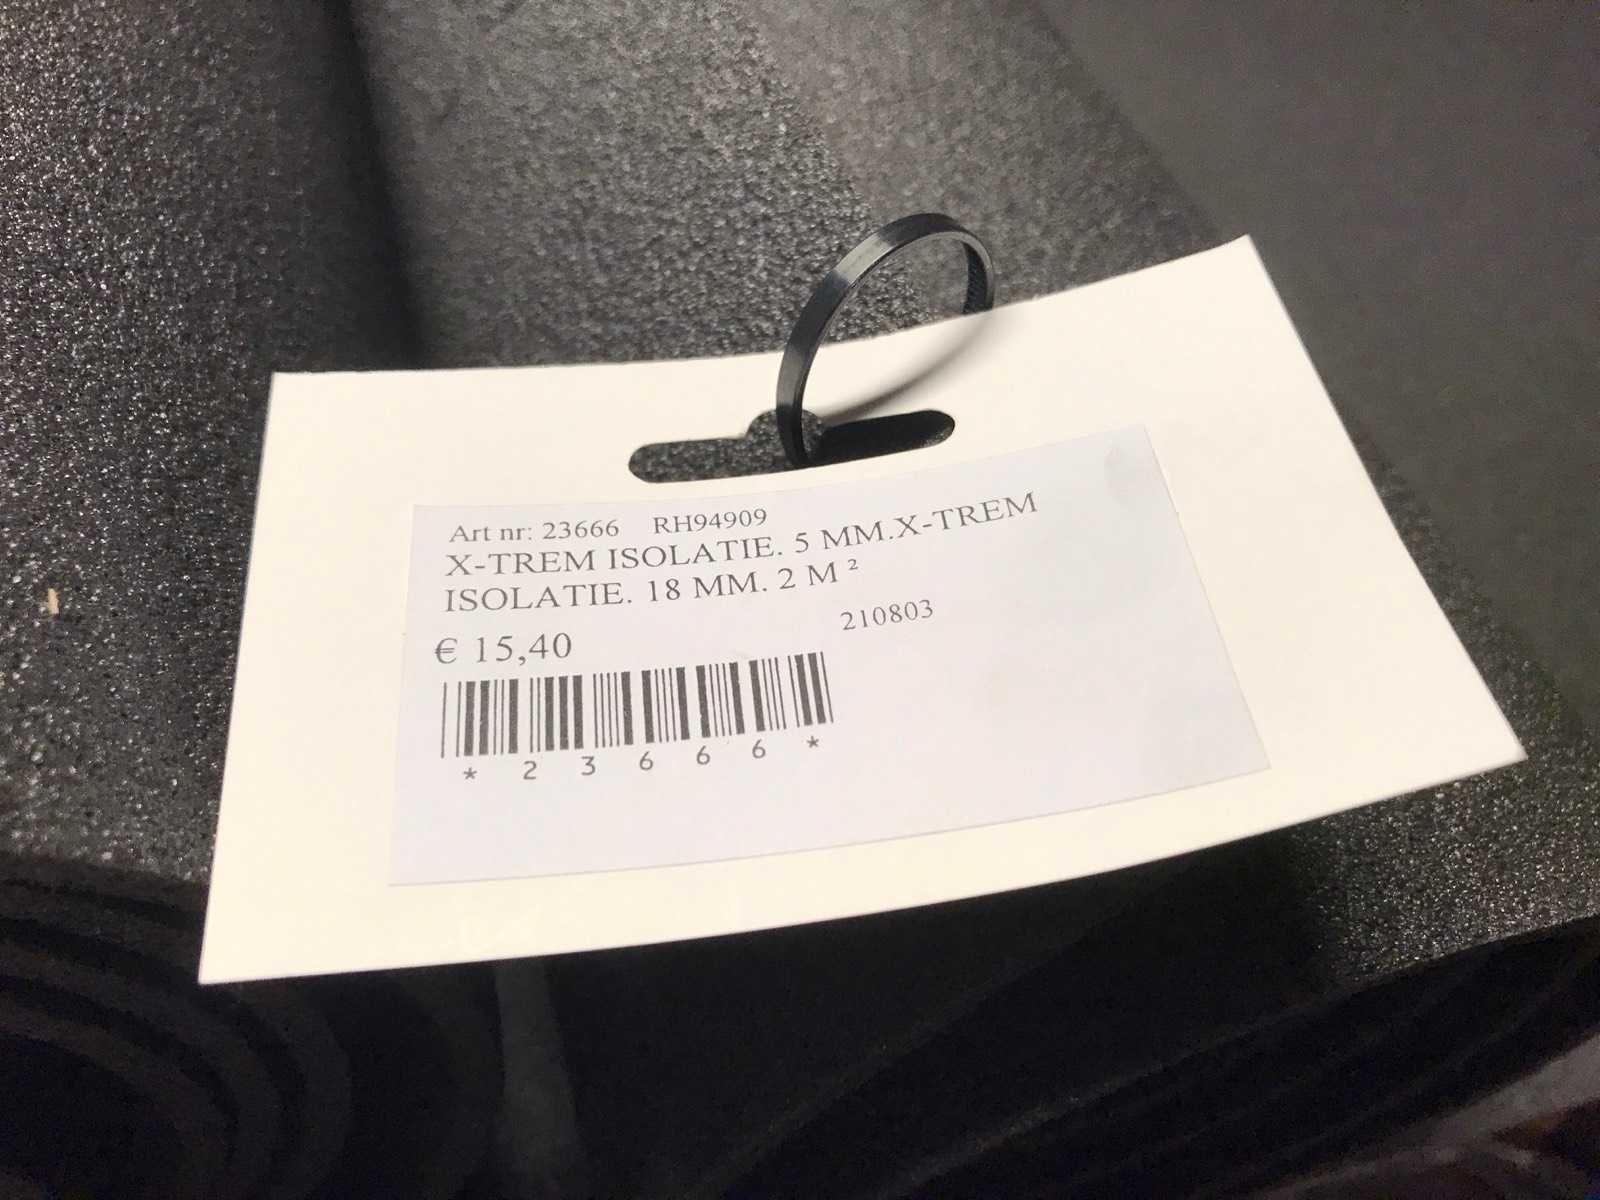 Art nr: 23666 RH94909
X-TREM ISOLATIE. 5 MM.X-TREM
ISOLATIE. 18 MM. 2 M ²
210803
€ 15,40
* 2 3 6 6 6 *